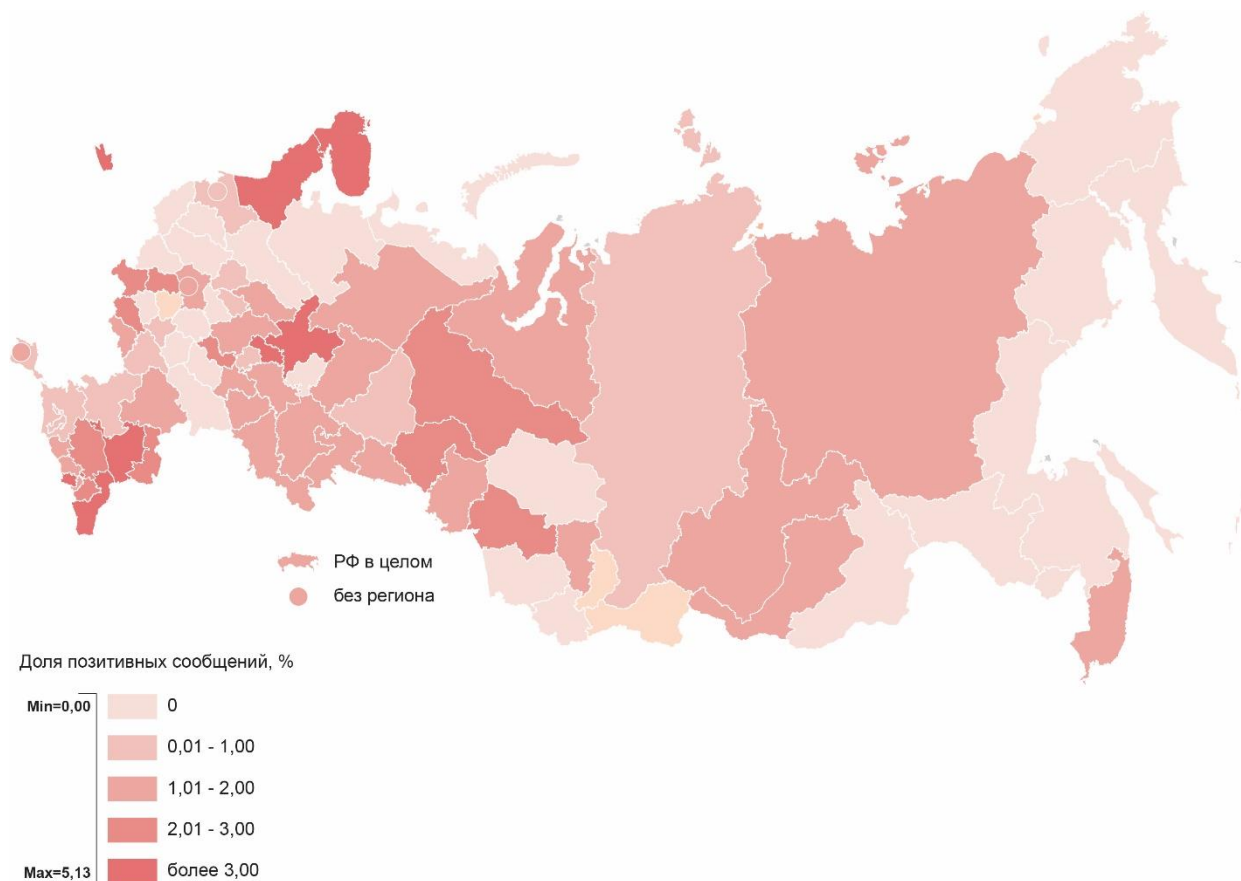 РФ в целом
без региона
Доля позитивных сообщений, %
Min=0,00
0
0,01 - 1,00
1,01 - 2,00
2,01 - 3,00
Max=5,13
более 3,00